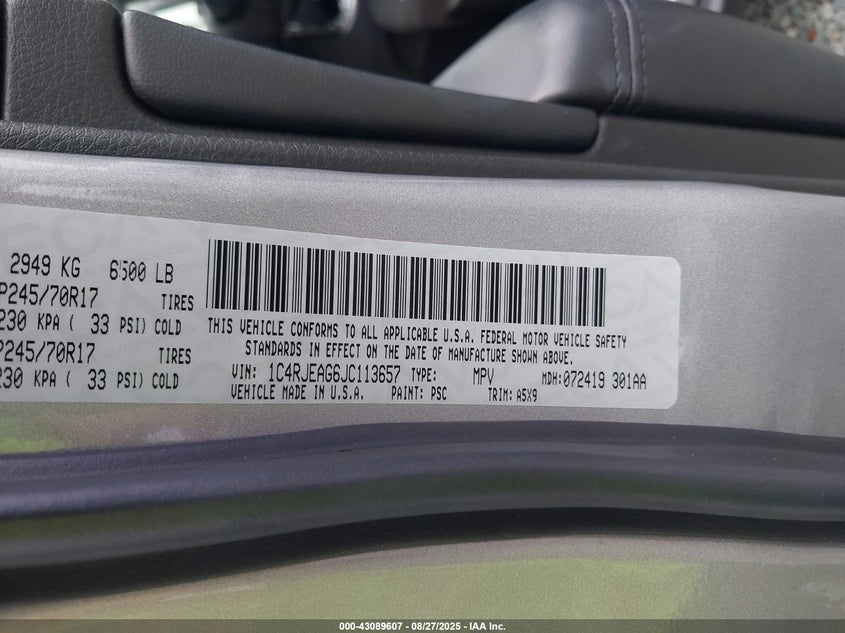 2949 KG 6500 LB
P245/70R17 TIRES
230 KPA ( 33 PSI) COLD
P245/70R17 TIRES
230 KPA ( 33 PSI) COLD
THIS VEHICLE CONFORMS TO ALL APPLICABLE U.S.A. FEDERAL MOTOR VEHICLE SAFETY
STANDARDS IN EFFECT ON THE DATE OF MANUFACTURE SHOWN ABOVE.
VIN: 1C4RJEAG6JC113657 TYPE: MPV MDH:072419 301AA
VEHICLE MADE IN U.S.A. PAINT: PSC TRIM: A5X9
000-43089607 - 08/27/2025 - IAA Inc.